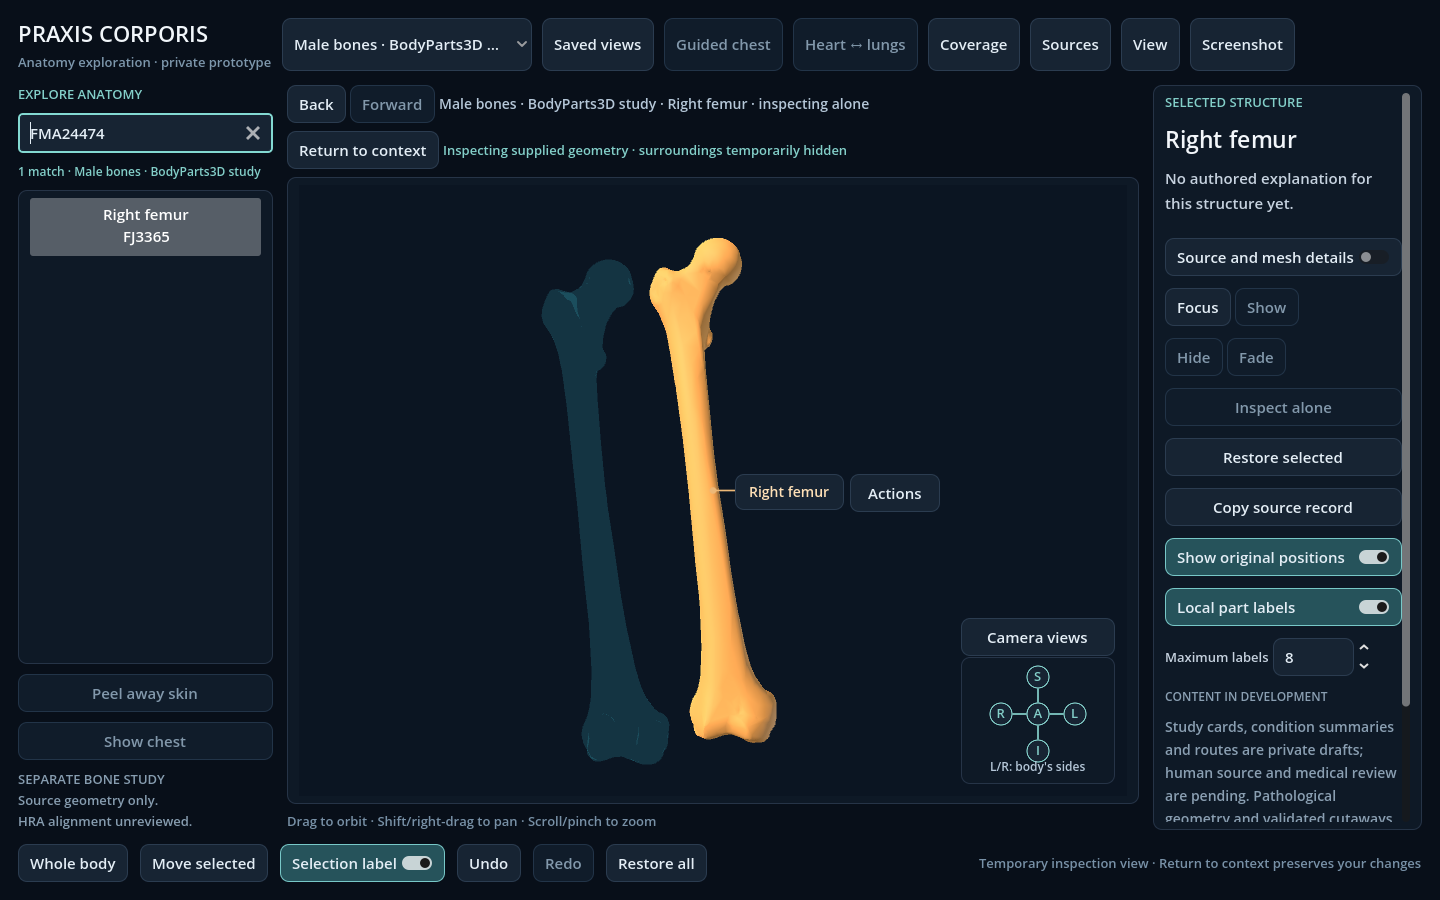 PRAXIS CORPORIS
Anatomy exploration · private prototype
Male bones · BodyParts3D ...
Saved views
Guided chest
Heart ↔ lungs
Coverage
Sources
View
Screenshot
EXPLORE ANATOMY
FMA24474
1 match · Male bones · BodyParts3D study
Right femur
FJ3365
Peel away skin
Show chest
SEPARATE BONE STUDY
Source geometry only.
HRA alignment unreviewed.
Back
Forward
Male bones · BodyParts3D study · Right femur · inspecting alone
Return to context
Inspecting supplied geometry · surroundings temporarily hidden
Right femur
Actions
Camera views
S
R
A
L
I
L/R: body's sides
Drag to orbit · Shift/right-drag to pan · Scroll/pinch to zoom
SELECTED STRUCTURE
Right femur
No authored explanation for
this structure yet.
Source and mesh details
Focus
Show
Hide
Fade
Inspect alone
Restore selected
Copy source record
Show original positions
Local part labels
Maximum labels
8
CONTENT IN DEVELOPMENT
Study cards, condition summaries
and routes are private drafts;
human source and medical review
are pending. Pathological
geometry and validated cutaways
Whole body
Move selected
Selection label
Undo
Redo
Restore all
Temporary inspection view · Return to context preserves your changes